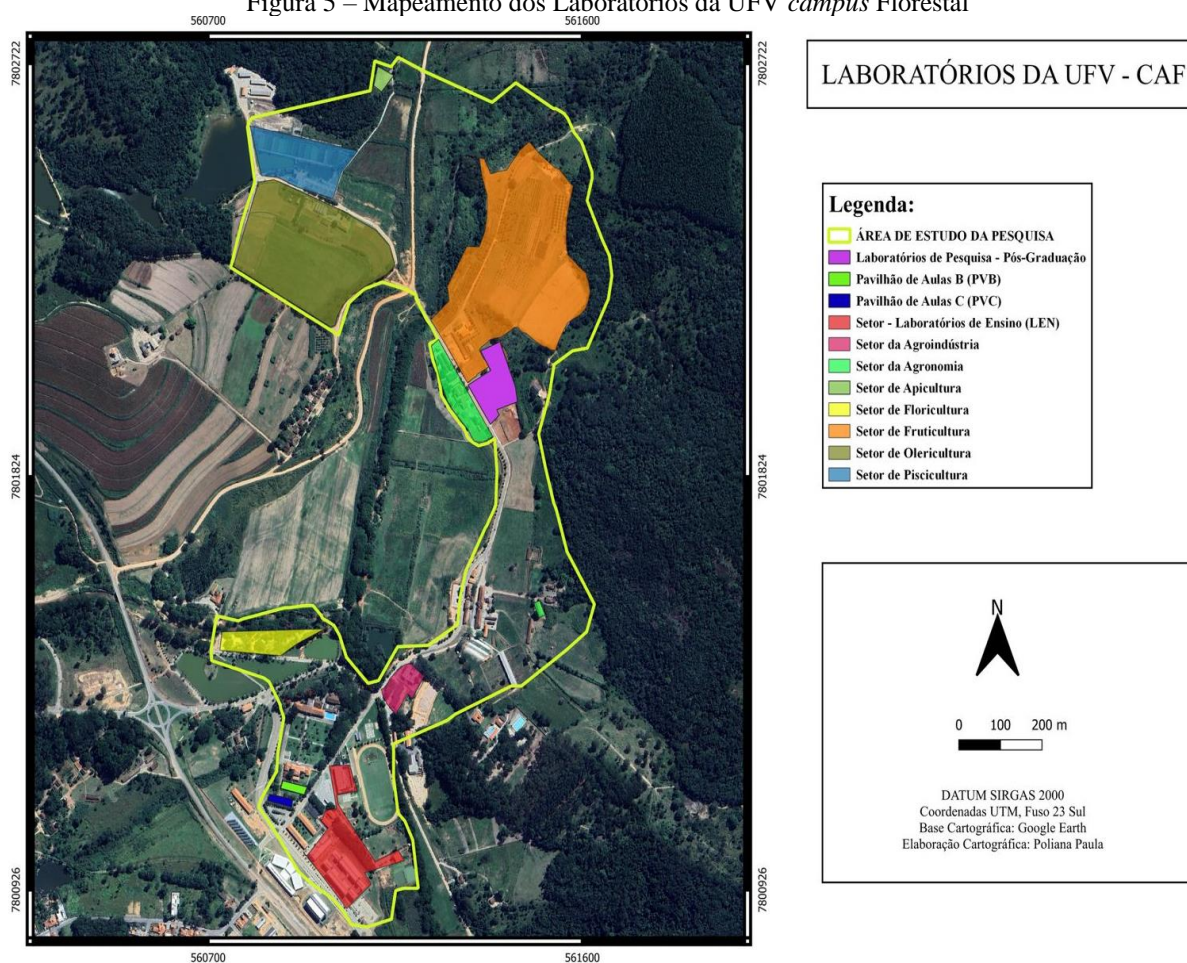 Figura 5 – Mapeamento dos Laboratórios da UFV campus Florestal
560700
561600
7802722
7802722
LABORATÓRIOS DA UFV - CAF
Legenda:
ÁREA DE ESTUDO DA PESQUISA
Laboratórios de Pesquisa - Pós-Graduação
Pavilhão de Aulas B (PVB)
Pavilhão de Aulas C (PVC)
Setor - Laboratórios de Ensino (LEN)
Setor da Agroindústria
Setor da Agronomia
Setor de Apicultura
Setor de Floricultura
Setor de Fruticultura
Setor de Olericultura
Setor de Piscicultura
7801824
7801824
N
0 100 200 m
DATUM SIRGAS 2000
Coordenadas UTM, Fuso 23 Sul
Base Cartográfica: Google Earth
Elaboração Cartográfica: Poliana Paula
7800926
7800926
560700
561600